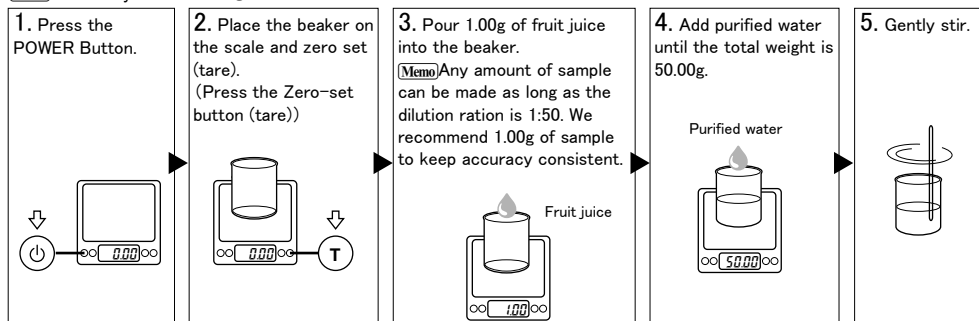 1. Press the
POWER Button.
0.00
2. Place the beaker on
the scale and zero set
(tare).
(Press the Zero-set
button (tare))
0.00
T
3. Pour 1.00g of fruit juice
into the beaker.
Memo Any amount of sample
can be made as long as the
dilution ration is 1:50. We
recommend 1.00g of sample
to keep accuracy consistent.
Fruit juice
1.00
4. Add purified water
until the total weight is
50.00g.
Purified water
50.00
5. Gently stir.